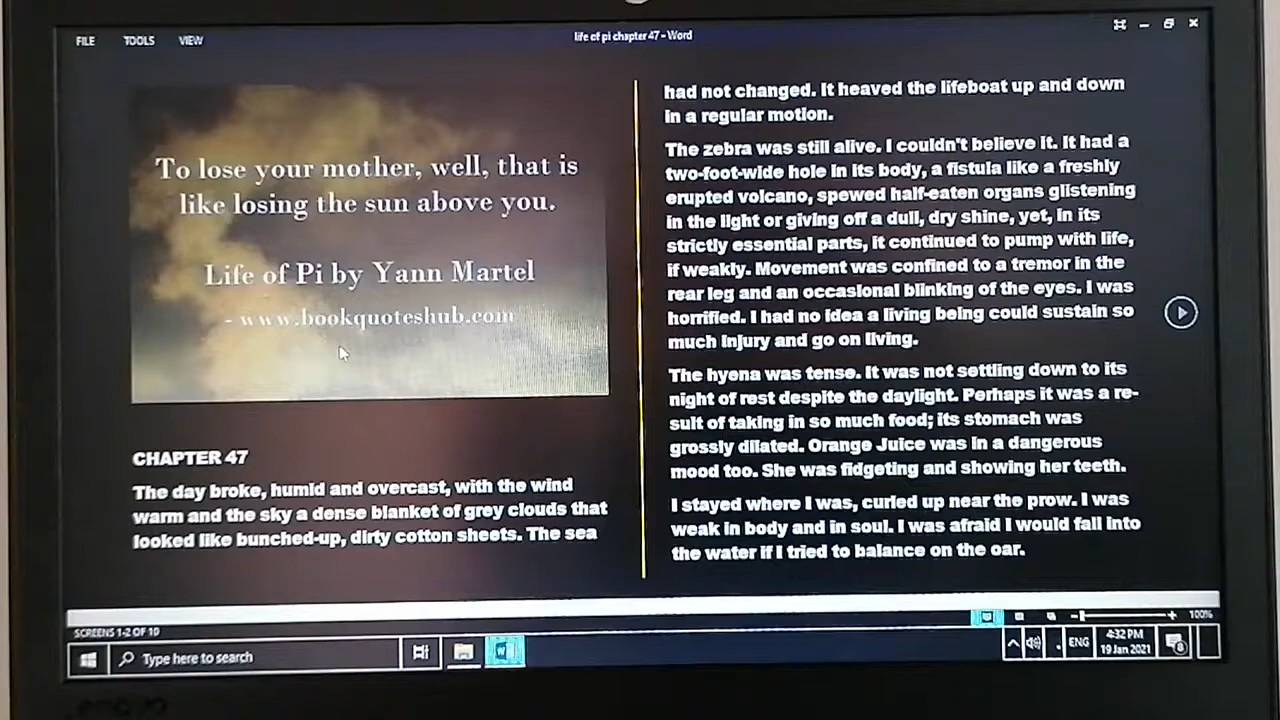 FILE TOOLS VIEW
life of pi chapter 47 - Word
To lose your mother, well, that is
like losing the sun above you.
Life of Pi by Yann Martel
- www.bookquoteshub.com
CHAPTER 47
The day broke, humid and overcast, with the wind
warm and the sky a dense blanket of grey clouds that
looked like bunched-up, dirty cotton sheets. The sea
had not changed. It heaved the lifeboat up and down
in a regular motion.
The zebra was still alive. I couldn't believe it. It had a
two-foot-wide hole in its body, a fistula like a freshly
erupted volcano, spewed half-eaten organs glistening
in the light or giving off a dull, dry shine, yet, in its
strictly essential parts, it continued to pump with life,
if weakly. Movement was confined to a tremor in the
rear leg and an occasional blinking of the eyes. I was
horrified. I had no idea a living being could sustain so
much injury and go on living.
The hyena was tense. It was not settling down to its
night of rest despite the daylight. Perhaps it was a re-
sult of taking in so much food; its stomach was
grossly dilated. Orange Juice was in a dangerous
mood too. She was fidgeting and showing her teeth.
I stayed where I was, curled up near the prow. I was
weak in body and in soul. I was afraid I would fall into
the water if I tried to balance on the oar.
SCREENS 1-2 OF 10
100%
Type here to search
ENG
4:32 PM
19 Jan 2021
8